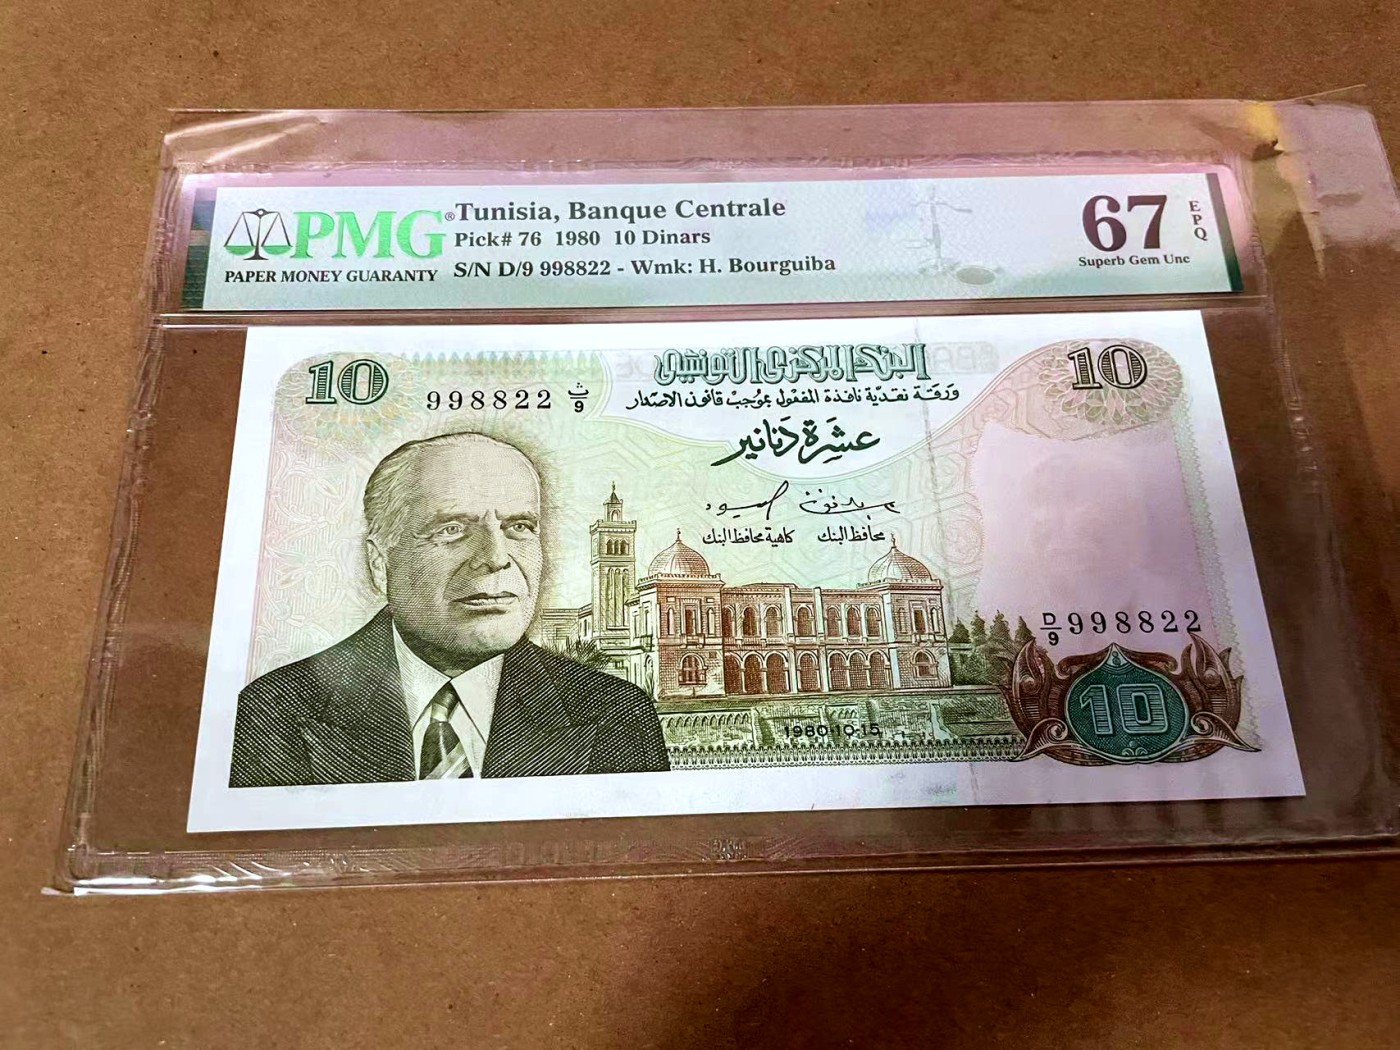 PMG®
PAPER MONEY GUARANTY
Tunisia, Banque Centrale
Pick# 76 1980 10 Dinars
S/N D/9 998822 - Wmk: H. Bourguiba
67
EPQ
Superb Gem Unc
10
998822 ث/9
البنك المركزي التونسي
10
ورقة نقديّة نافذة المفعول بموجب قانون الاصدار
عشرة دنانير
محافظ البنك
كاهية محافظ البنك
D/9 998822
10
1980-10-15